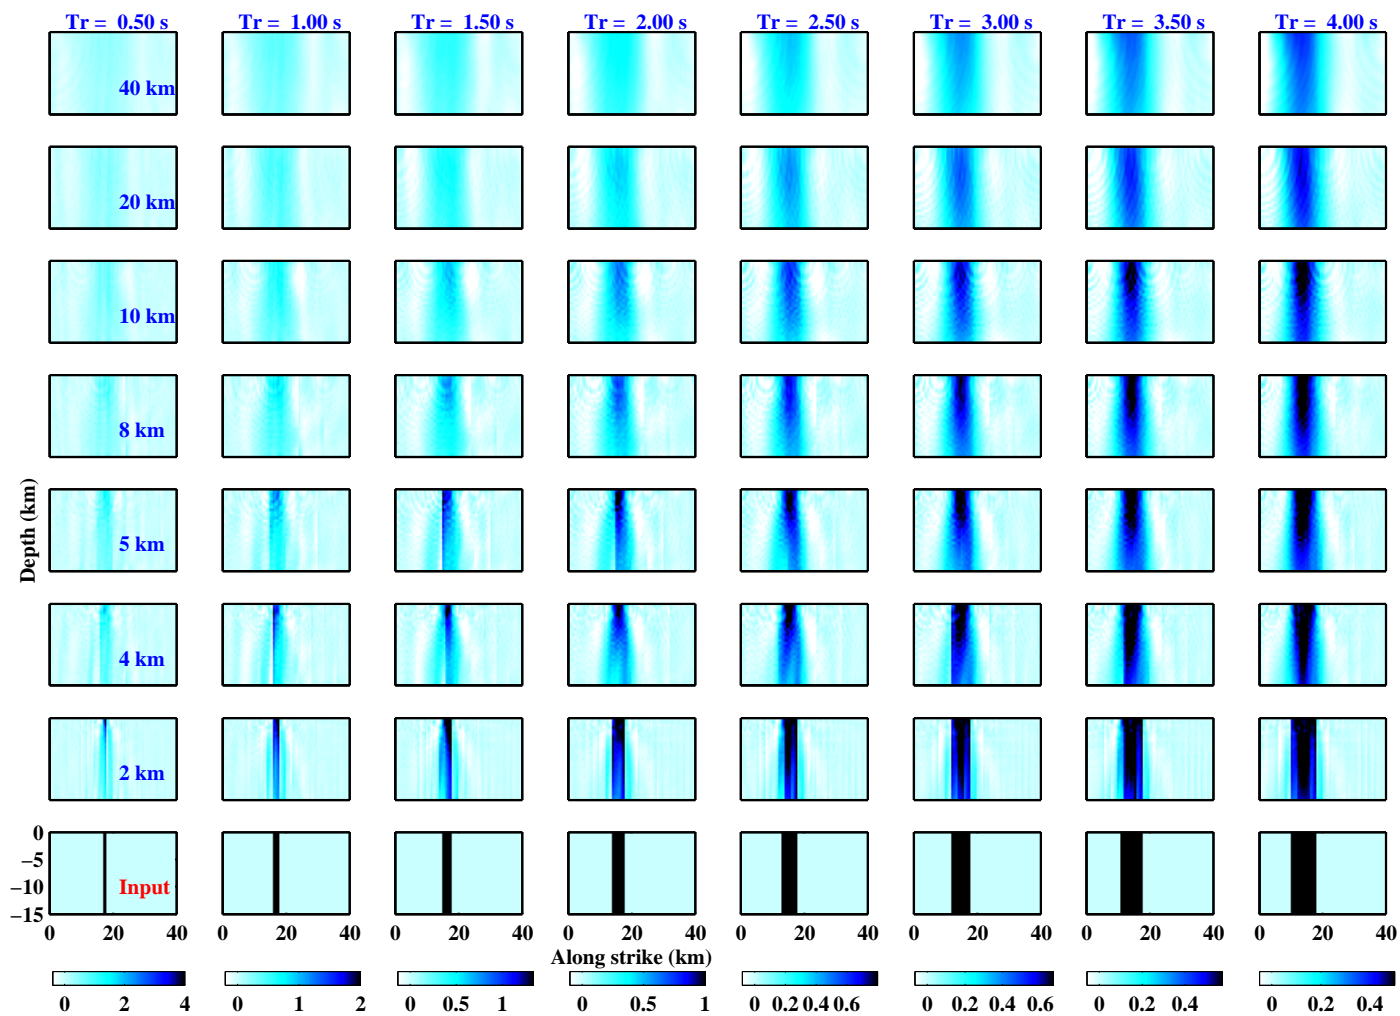 Tr = 0.50 s Tr = 1.00 s Tr = 1.50 s Tr = 2.00 s Tr = 2.50 s Tr = 3.00 s Tr = 3.50 s Tr = 4.00 s
40 km
20 km
10 km
8 km
5 km
4 km
2 km
Input
Depth (km)
0
−5
−10
−15
0 20 40 0 20 40 0 20 40 0 20 40 0 20 40 0 20 40 0 20 40 0 20 40
Along strike (km)
0 2 4 0 1 2 0 0.5 1 0 0.5 1 0 0.2 0.4 0.6 0 0.2 0.4 0.6 0 0.2 0.4 0 0.2 0.4